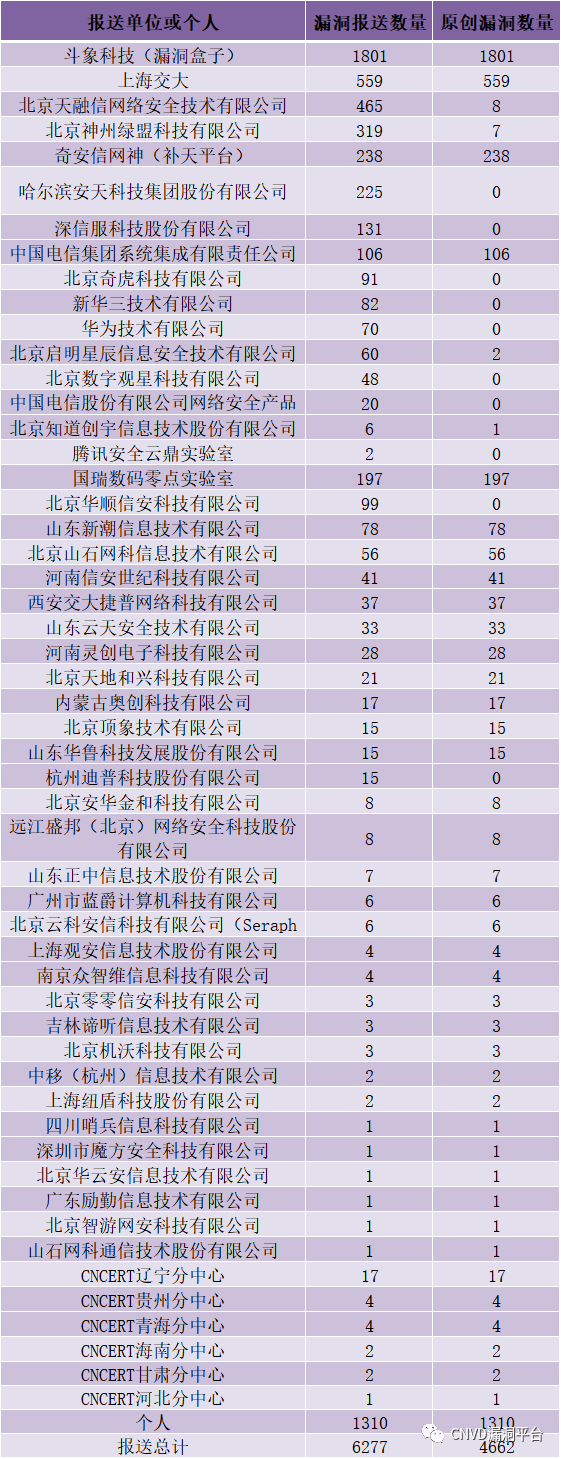 报送单位或个人 漏洞报送数量 原创漏洞数量
斗象科技（漏洞盒子） 1801 1801
上海交大 559 559
北京天融信网络安全技术有限公司 465 8
北京神州绿盟科技有限公司 319 7
奇安信网神（补天平台） 238 238
哈尔滨安天科技集团股份有限公司 225 0
深信服科技股份有限公司 131 0
中国电信集团系统集成有限责任公司 106 106
北京奇虎科技有限公司 91 0
新华三技术有限公司 82 0
华为技术有限公司 70 0
北京启明星辰信息安全技术有限公司 60 2
北京数字观星科技有限公司 48 0
中国电信股份有限公司网络安全产品 20 0
北京知道创宇信息技术股份有限公司 6 1
腾讯安全云鼎实验室 2 0
国瑞数码零点实验室 197 197
北京华顺信安科技有限公司 99 0
山东新潮信息技术有限公司 78 78
北京山石网科信息技术有限公司 56 56
河南信安世纪科技有限公司 41 41
西安交大捷普网络科技有限公司 37 37
山东云天安全技术有限公司 33 33
河南灵创电子科技有限公司 28 28
北京天地和兴科技有限公司 21 21
内蒙古奥创科技有限公司 17 17
北京顶象技术有限公司 15 15
山东华鲁科技发展股份有限公司 15 15
杭州迪普科技股份有限公司 15 0
北京安华金和科技有限公司 8 8
远江盛邦（北京）网络安全科技股份
有限公司 8 8
山东正中信息技术股份有限公司 7 7
广州市蓝爵计算机科技有限公司 6 6
北京云科安信科技有限公司（Seraph 6 6
上海观安信息技术股份有限公司 4 4
南京众智维信息科技有限公司 4 4
北京零零信安科技有限公司 3 3
吉林谛听信息技术有限公司 3 3
北京机沃科技有限公司 3 3
中移（杭州）信息技术有限公司 2 2
上海纽盾科技股份有限公司 2 2
四川哨兵信息科技有限公司 1 1
深圳市魔方安全科技有限公司 1 1
北京华云安信息技术有限公司 1 1
广东励勤信息技术有限公司 1 1
北京智游网安科技有限公司 1 1
山石网科通信技术股份有限公司 1 1
CNCERT辽宁分中心 17 17
CNCERT贵州分中心 4 4
CNCERT青海分中心 4 4
CNCERT海南分中心 2 2
CNCERT甘肃分中心 2 2
CNCERT河北分中心 1 1
个人 1310 1310
报送总计 6277 4662
CNVD漏洞平台